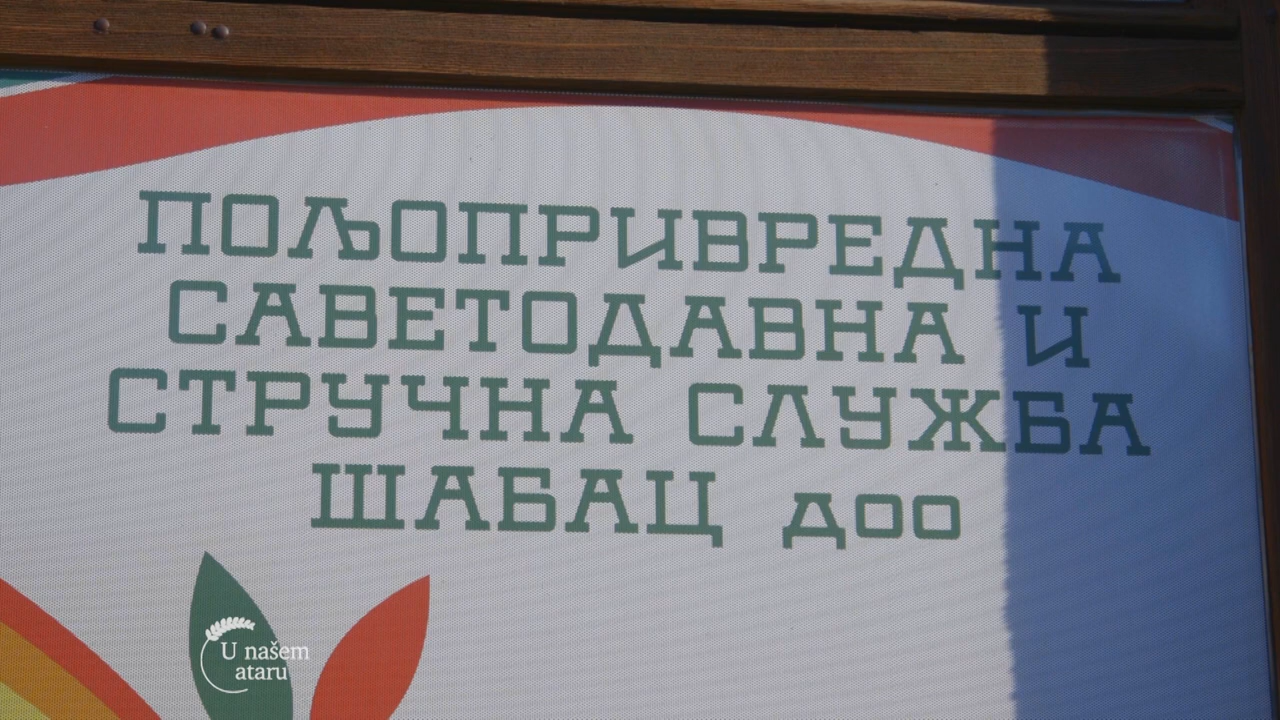 ПОЉОПРИВРЕДНА
САВЕТОДАВНА И
СТРУЧНА СЛУЖБА
ШАБАЦ доо
U našem
ataru